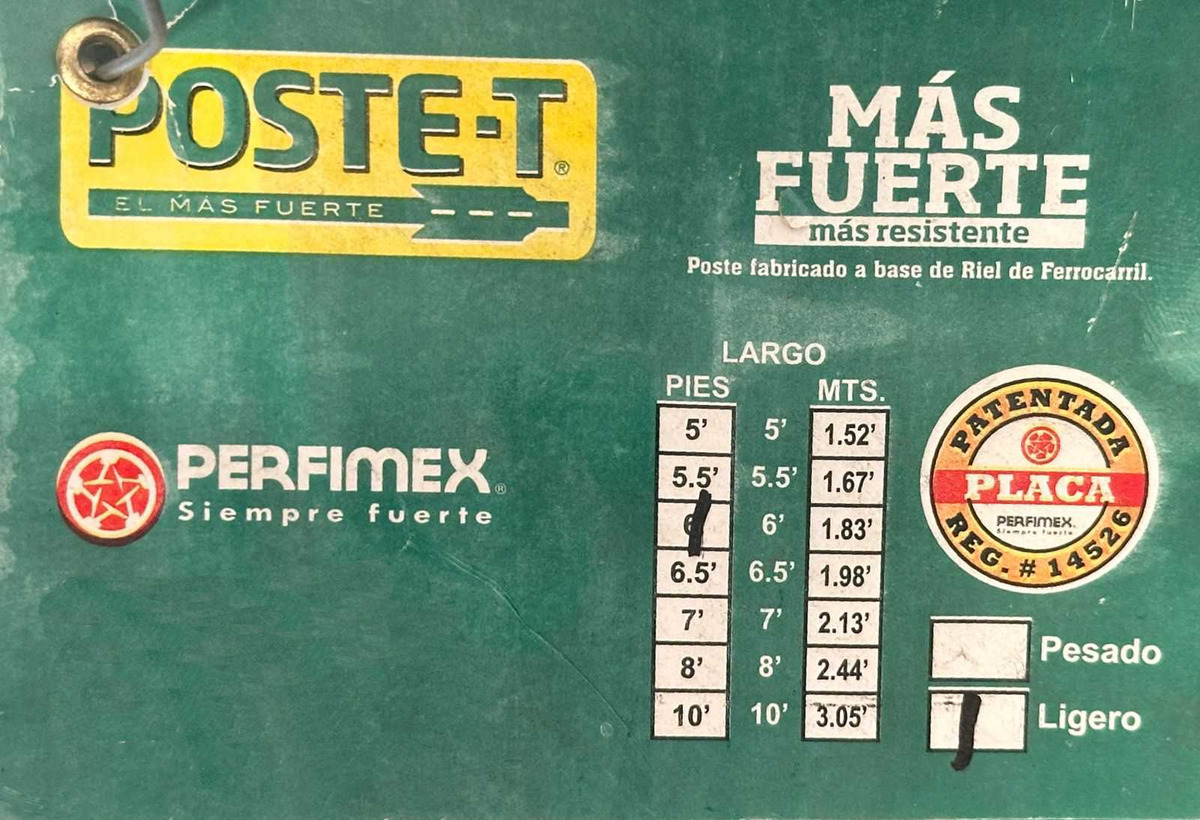 POSTE-T®
EL MÁS FUERTE
MÁS
FUERTE
más resistente
Poste fabricado a base de Riel de Ferrocarril.
PERFIMEX®
Siempre fuerte
LARGO
PIES MTS.
5' 5' 1.52'
5.5' 5.5' 1.67'
6' 6' 1.83'
6.5' 6.5' 1.98'
7' 7' 2.13'
8' 8' 2.44'
10' 10' 3.05'
PATENTADA
PLACA
PERFIMEX.
Siempre fuerte
REG. # 14526
Pesado
Ligero